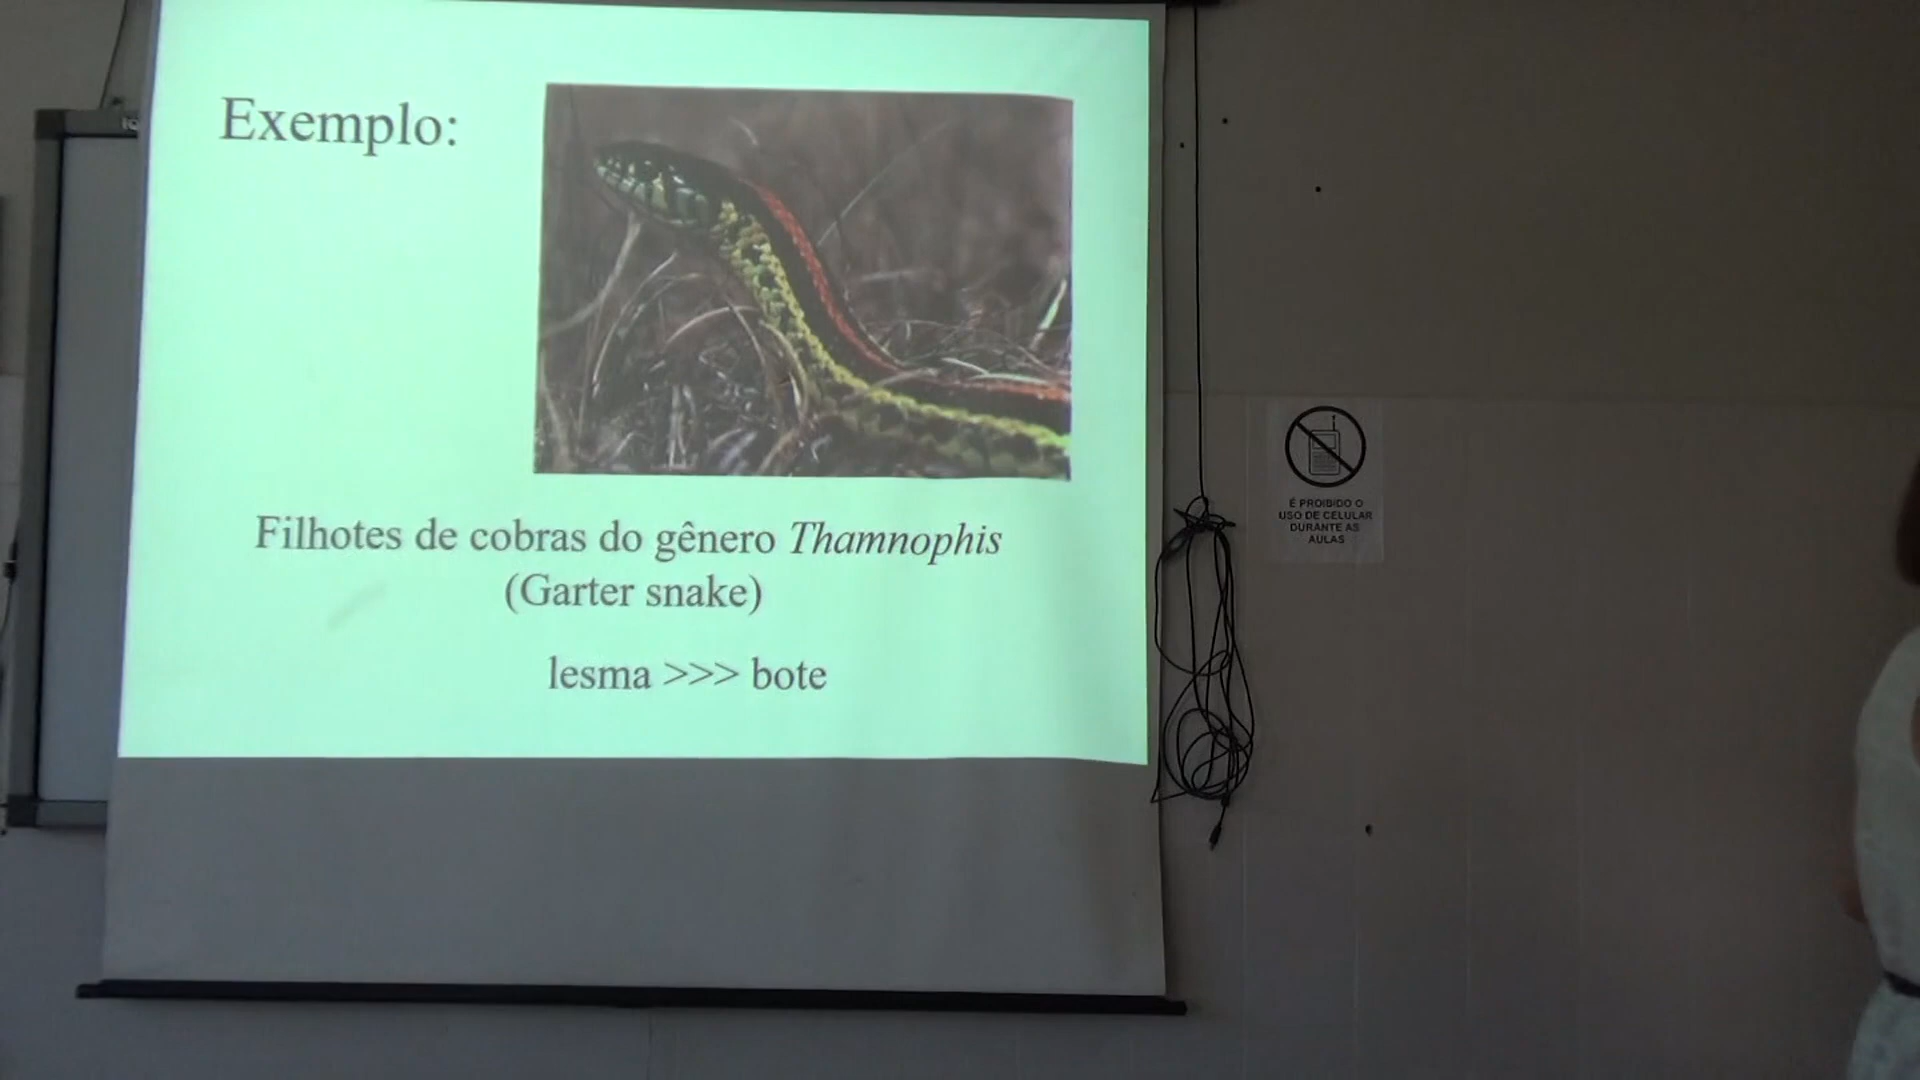 Exemplo:
Filhotes de cobras do gênero Thamnophis
(Garter snake)
lesma >>> bote
É PROIBIDO O
USO DE CELULAR
DURANTE AS
AULAS